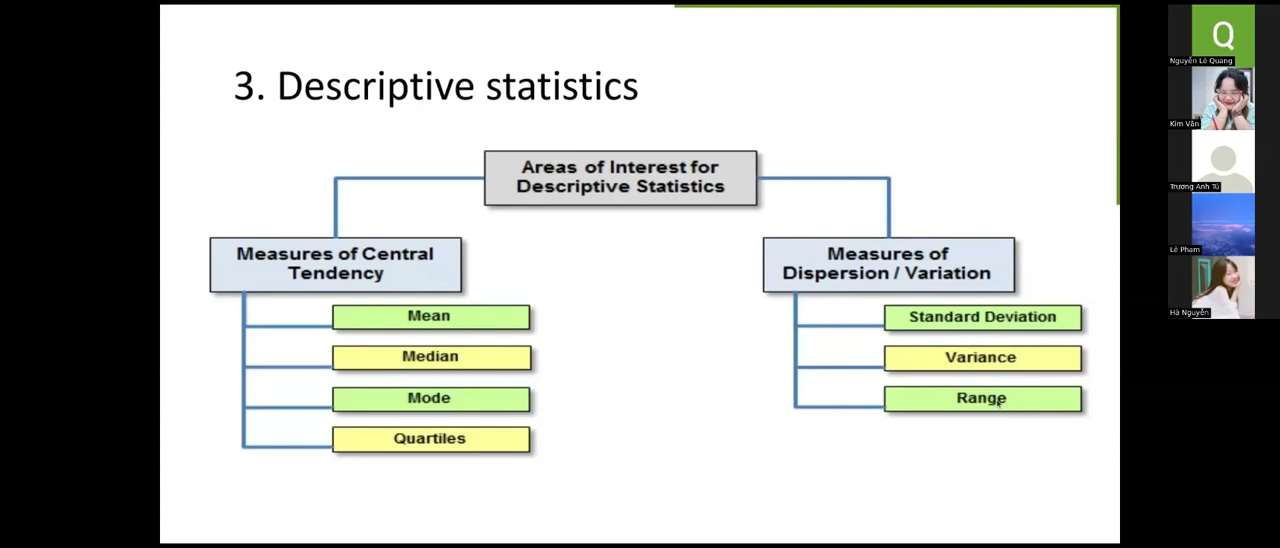 3. Descriptive statistics
Areas of Interest for
Descriptive Statistics
Measures of Central
Tendency
Mean
Median
Mode
Quartiles
Measures of
Dispersion / Variation
Standard Deviation
Variance
Range
Q
Nguyễn Lê Quang
Kim Vân
Trương Anh Tú
Lê Phạm
Hà Nguyễn